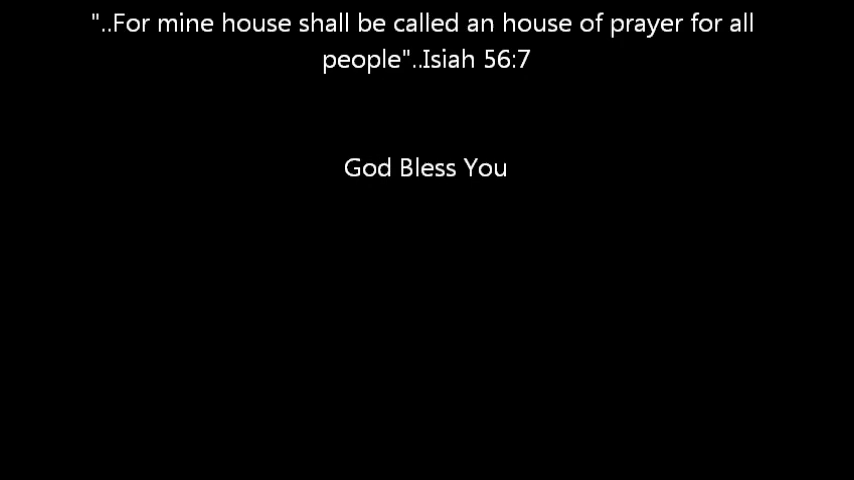 "..For mine house shall be called an house of prayer for all
people"..Isiah 56:7
God Bless You